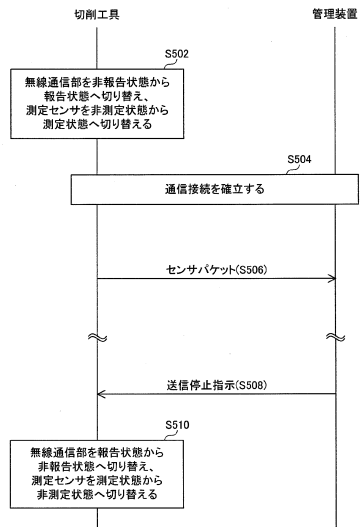 切削工具
管理装置
S502
無線通信部を非報告状態から
報告状態へ切り替え、
測定センサを非測定状態から
測定状態へ切り替える
S504
通信接続を確立する
センサパケット(S506)
送信停止指示(S508)
S510
無線通信部を報告状態から
非報告状態へ切り替え、
測定センサを測定状態から
非測定状態へ切り替える